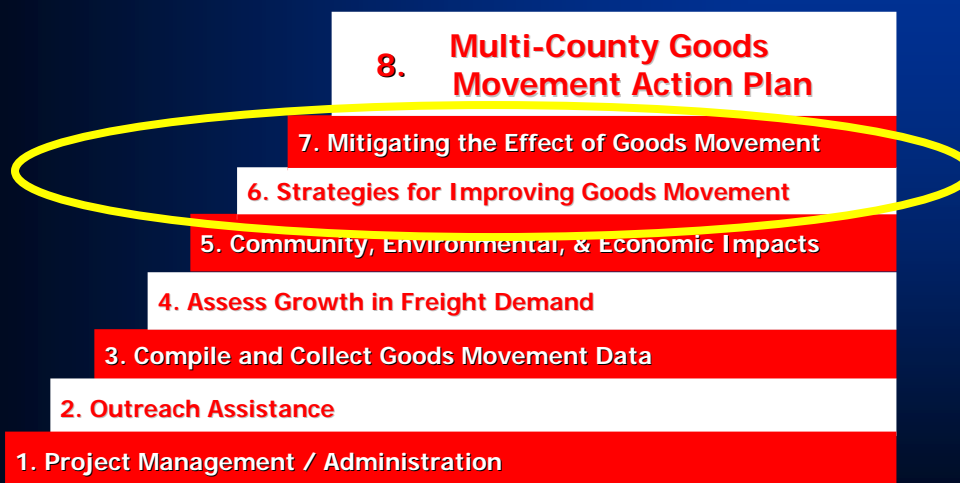 8. Multi-County Goods
Movement Action Plan
7. Mitigating the Effect of Goods Movement
6. Strategies for Improving Goods Movement
5. Community, Environmental, & Economic Impacts
4. Assess Growth in Freight Demand
3. Compile and Collect Goods Movement Data
2. Outreach Assistance
1. Project Management / Administration